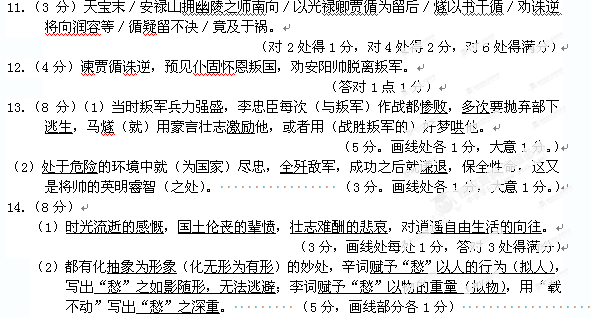 11.（3 分）天宝末／安禄山拥幽陵之师南向／以光禄卿贾循为留后／燧以书干循／劝诛逆
将向润容等／循疑留不决／竟及于祸。
（对 2 处得 1 分，对 4 处得 2 分，对 6 处得满分）
12.（4 分）谏贾循诛逆，预见仆固怀恩叛国，劝安阳帅脱离叛军。
（答对 1 点 1 分）
13.（8 分）（1）当时叛军兵力强盛，李忠臣每次（与叛军）作战都惨败，多次要抛弃部下
逃生，马燧（就）用豪言壮志激励他，或者用（战胜叛军的）好梦哄他。
（5 分。画线处各 1 分，大意 1 分。）
（2）处于危险的环境中就（为国家）尽忠，全歼敌军，成功之后就谦退，保全性命，这又
是将帅的英明睿智（之处）。（3 分。画线处各 1 分，大意 1 分。）
14.（8 分）
（1）时光流逝的感慨，国土伦丧的辈愤，壮志难酬的悲哀，对逍遥自由生活的向往。
（3 分，画线处每处 1 分，答对 3 处得满分）
（2）都有化抽象为形象（化无形为有形）的妙处，辛词赋予“愁”以人的行为（拟人），
写出“愁”之如影随形，无法逃避；李词赋予“愁”以物的重量（拟物），用“载
不动”写出“愁”之深重。（5 分，画线部分各 1 分）